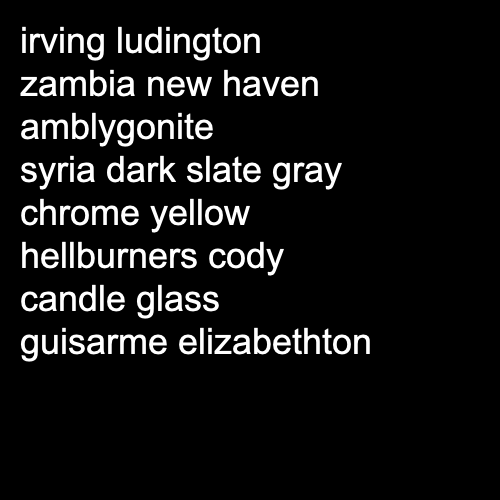 irving ludington
zambia new haven
amblygonite
syria dark slate gray
chrome yellow
hellburners cody
candle glass
guisarme elizabethton